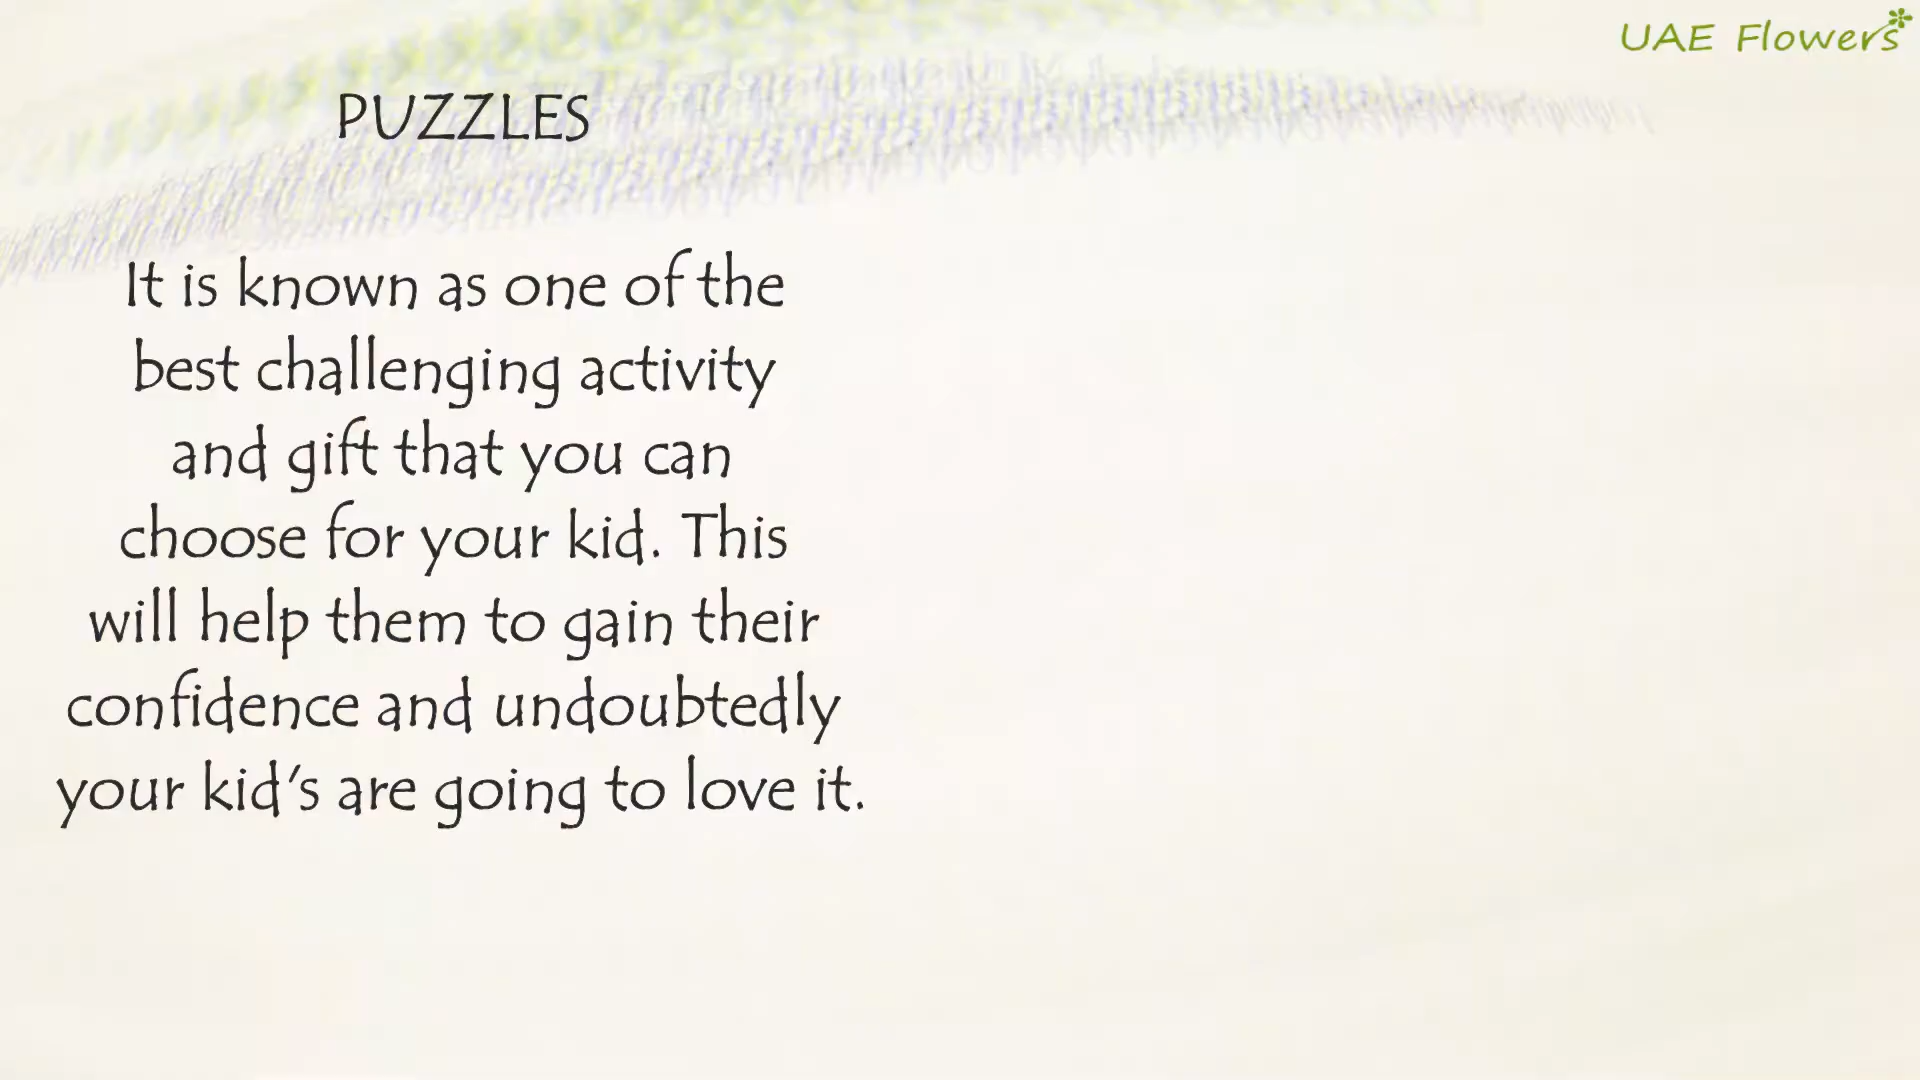 UAE Flowers
PUZZLES
It is known as one of the
best challenging activity
and gift that you can
choose for your kid. This
will help them to gain their
confidence and undoubtedly
your kid's are going to love it.